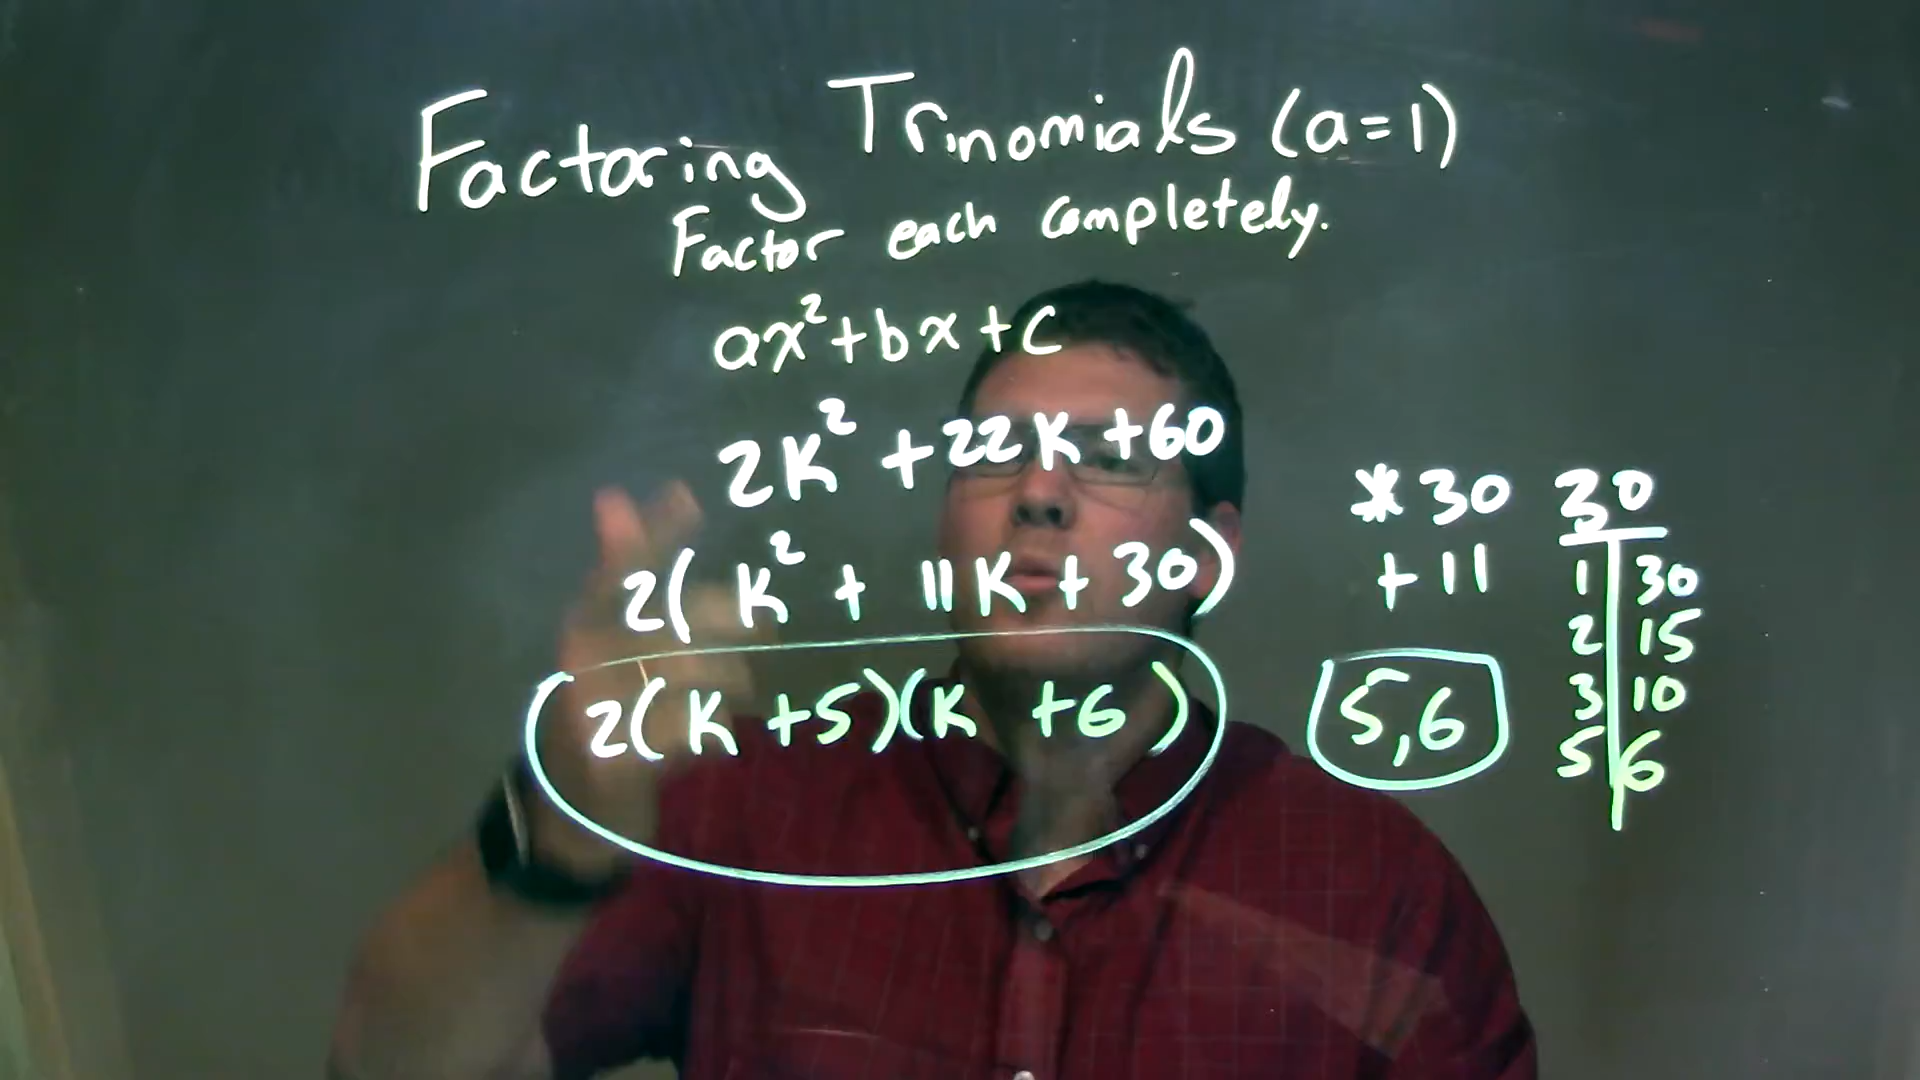 Factoring Trinomials (a=1)
Factor each completely.
ax²+bx+c
2K²+22K+60
2(K²+11K+30)
2(K+5)(K+6)
*30
+11
5,6
30
1 30
2 15
3 10
5 6